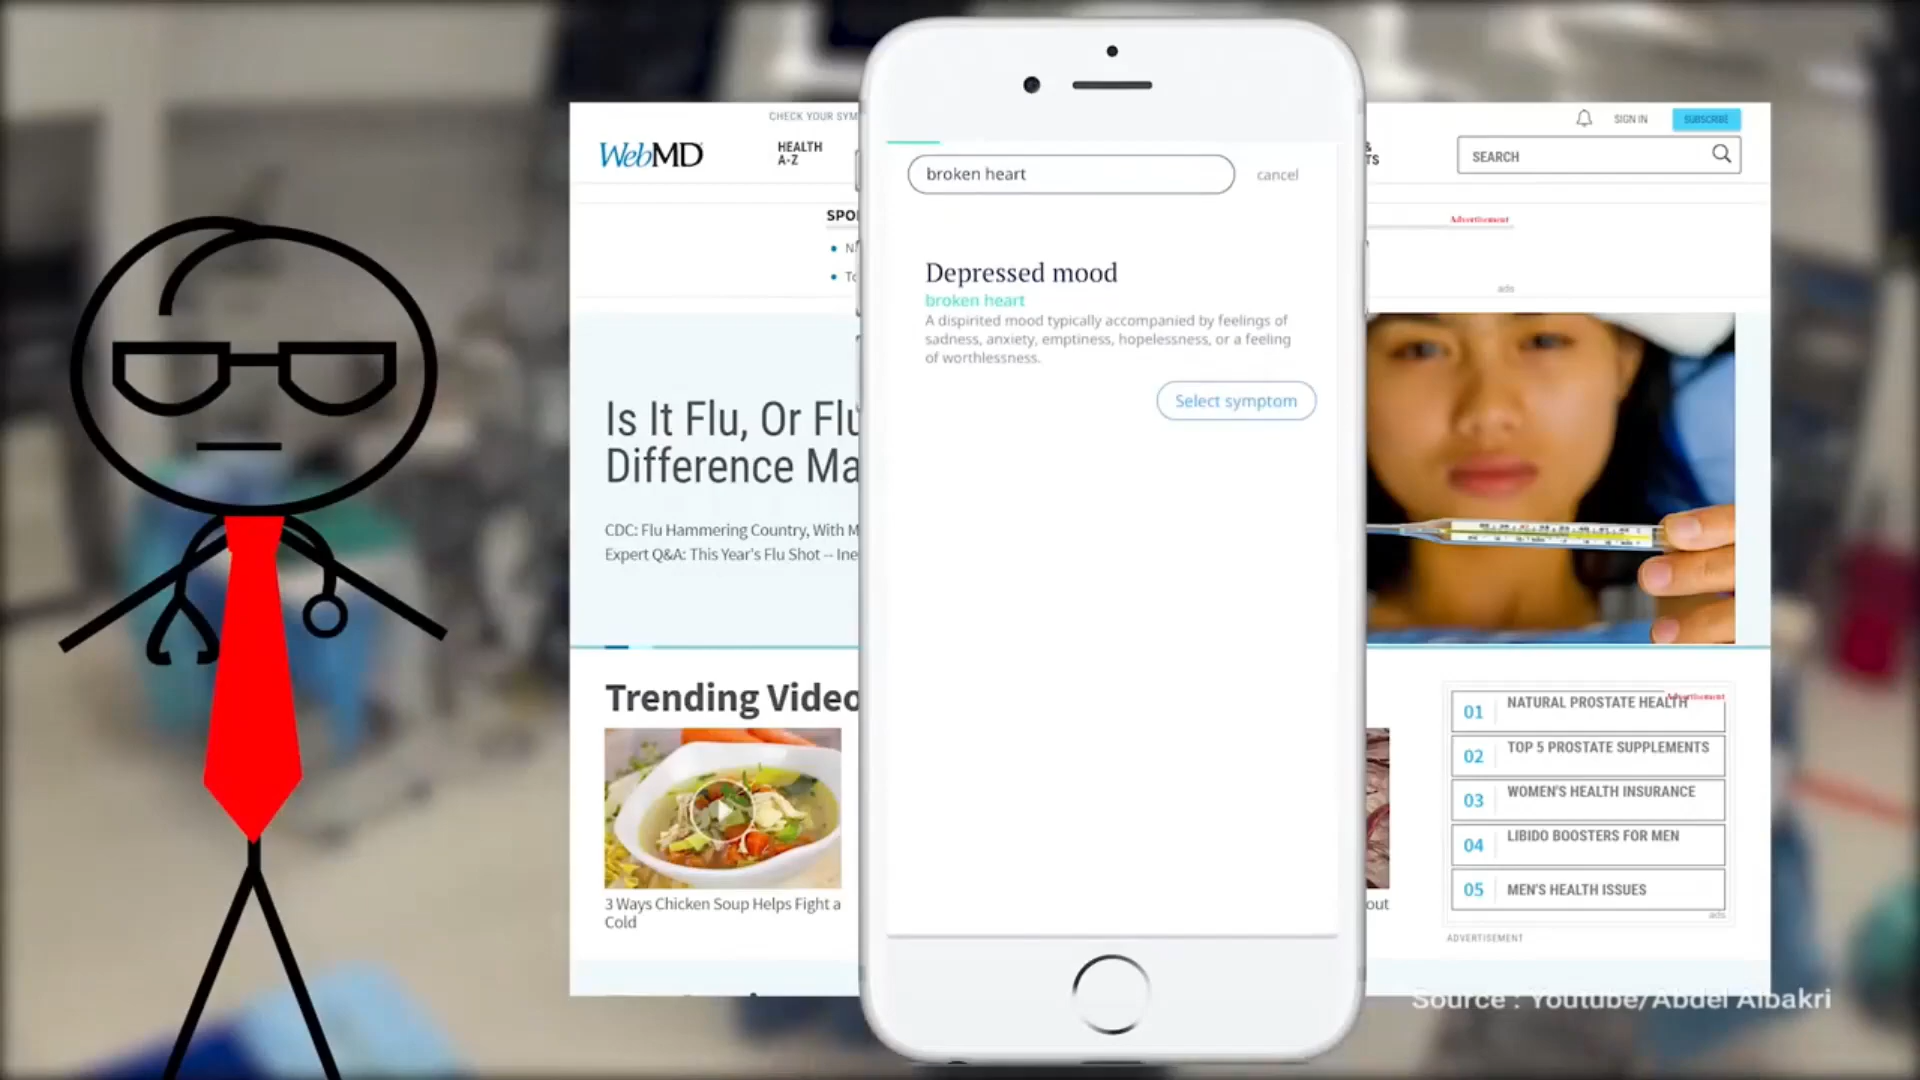 CHECK YOUR SYM
WebMD
HEALTH
A-Z
SIGN IN
SUBSCRIBE
SEARCH
SPO
Advertisement
ads
Is It Flu, Or Flu
Difference Ma
CDC: Flu Hammering Country, With M
Expert Q&A: This Year's Flu Shot -- Ine
Trending Video
3 Ways Chicken Soup Helps Fight a
Cold
broken heart
cancel
Depressed mood
broken heart
A dispirited mood typically accompanied by feelings of
sadness, anxiety, emptiness, hopelessness, or a feeling
of worthlessness.
Select symptom
out
Advertisement
01 NATURAL PROSTATE HEALTH
02 TOP 5 PROSTATE SUPPLEMENTS
03 WOMEN'S HEALTH INSURANCE
04 LIBIDO BOOSTERS FOR MEN
05 MEN'S HEALTH ISSUES
ads
ADVERTISEMENT
Source : Youtube/Abdel Albakri